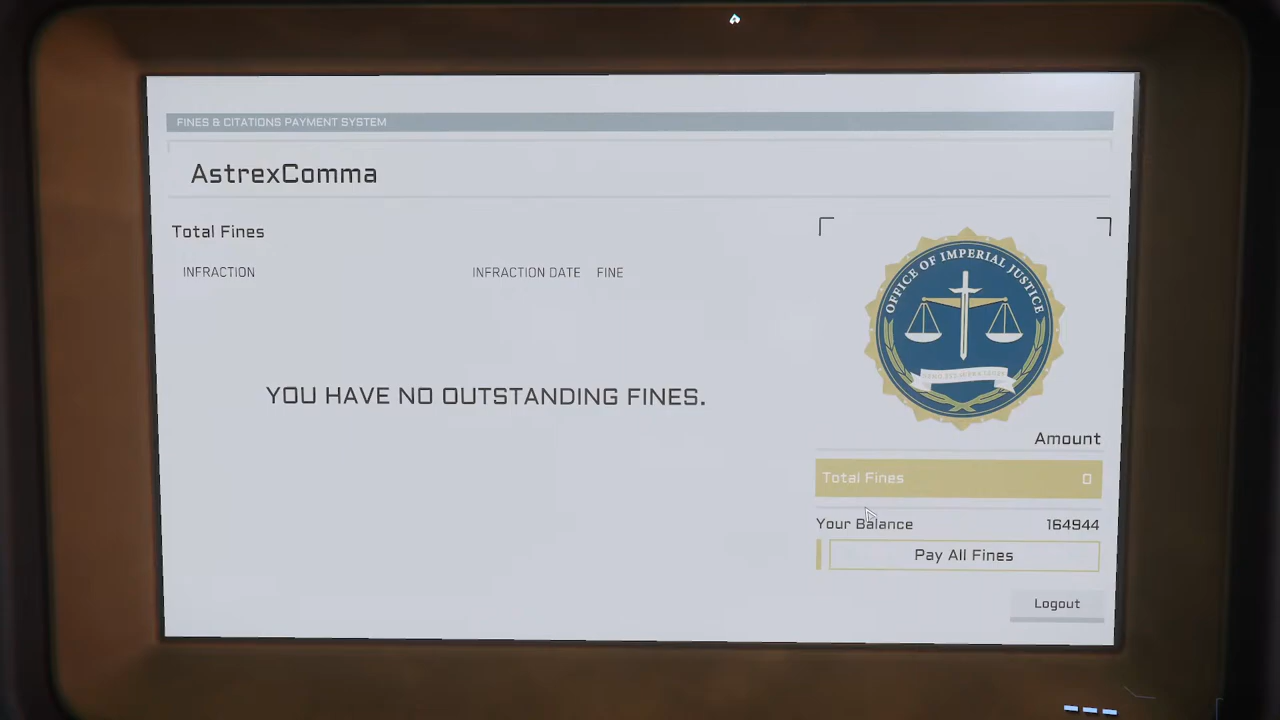 FINES & CITATIONS PAYMENT SYSTEM
AstrexComma
Total Fines
INFRACTION INFRACTION DATE FINE
YOU HAVE NO OUTSTANDING FINES.
OFFICE OF IMPERIAL JUSTICE
Amount
Total Fines 0
Your Balance 164944
Pay All Fines
Logout